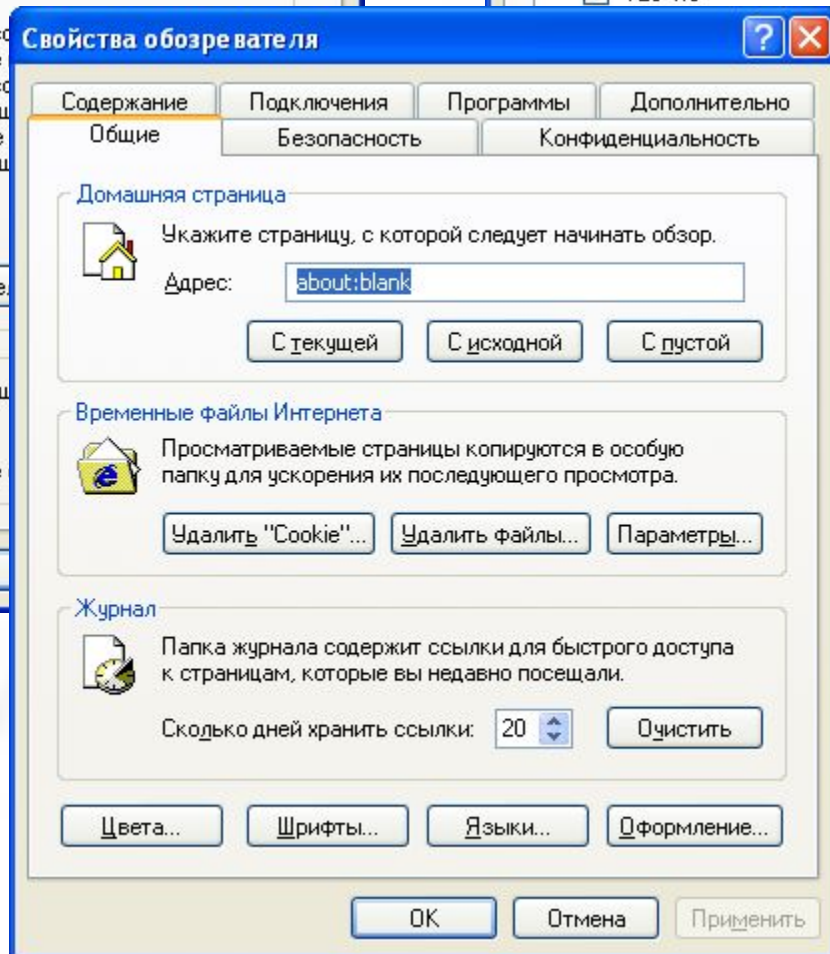 Свойства обозревателя
Содержание Подключения Программы Дополнительно
Общие Безопасность Конфиденциальность
Домашняя страница
Укажите страницу, с которой следует начинать обзор.
Адрес: about:blank
С текущей С исходной С пустой
Временные файлы Интернета
Просматриваемые страницы копируются в особую
папку для ускорения их последующего просмотра.
Удалить "Cookie"... Удалить файлы... Параметры...
Журнал
Папка журнала содержит ссылки для быстрого доступа
к страницам, которые вы недавно посещали.
Сколько дней хранить ссылки: 20 Очистить
Цвета... Шрифты... Языки... Оформление...
OK Отмена Применить